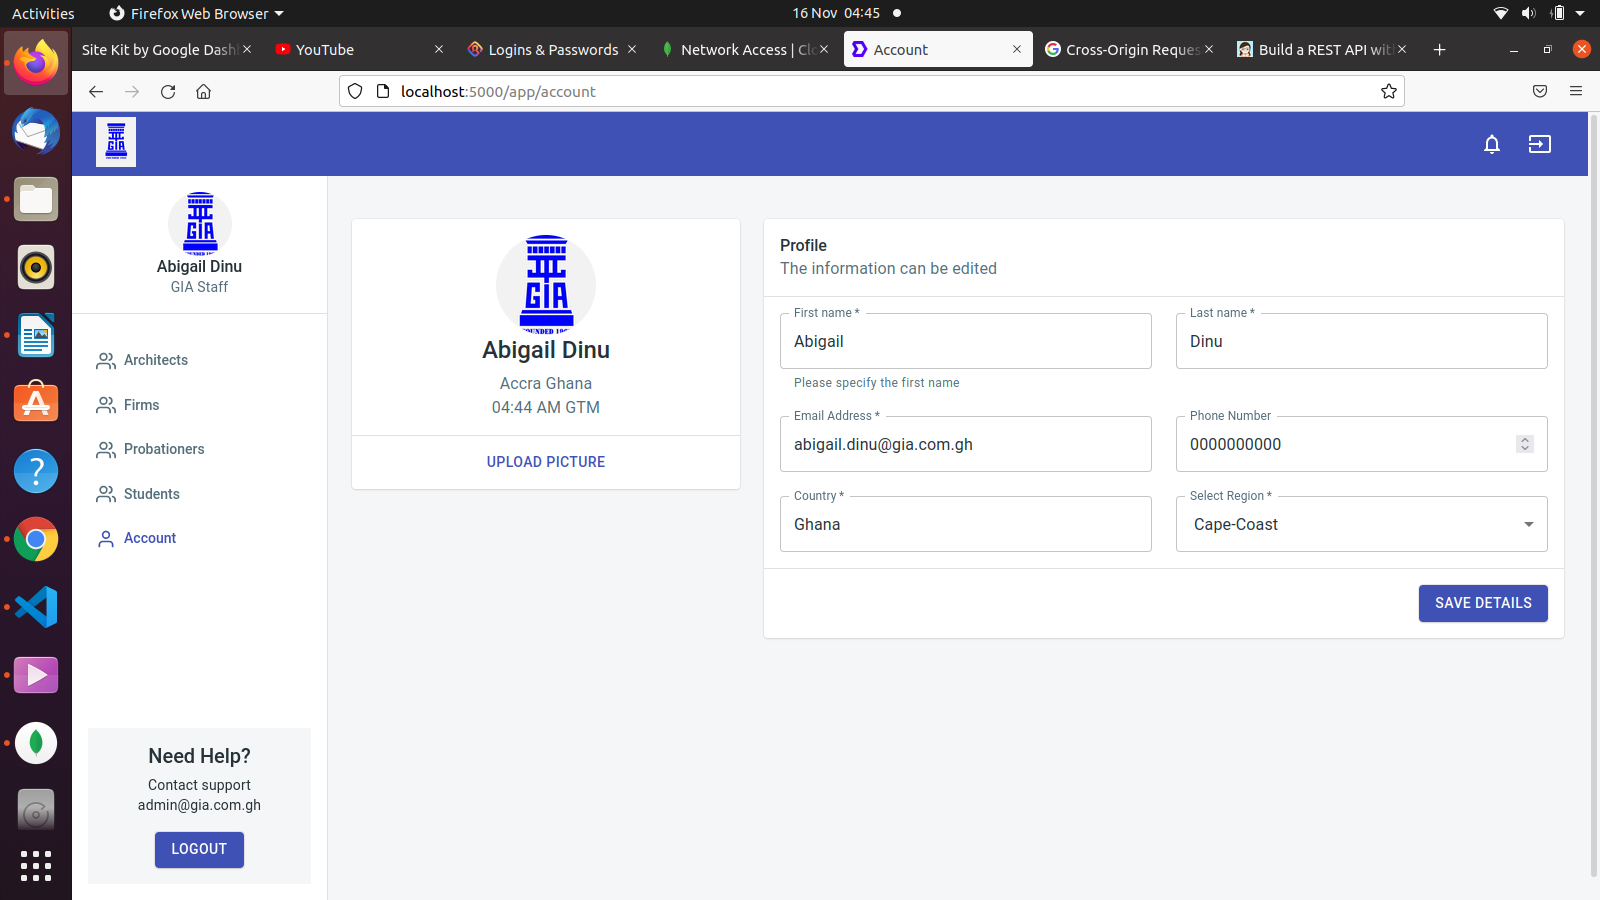 Activities Firefox Web Browser 16 Nov 04:45
Site Kit by Google Dash YouTube Logins & Passwords Network Access | Clo Account Cross-Origin Reques Build a REST API wit
localhost:5000/app/account
GIA
GIA
Abigail Dinu
GIA Staff
Architects
Firms
Probationers
Students
Account
Need Help?
Contact support
admin@gia.com.gh
LOGOUT
GIA
Abigail Dinu
Accra Ghana
04:44 AM GTM
UPLOAD PICTURE
Profile
The information can be edited
First name *
Abigail
Please specify the first name
Last name *
Dinu
Email Address *
abigail.dinu@gia.com.gh
Phone Number
0000000000
Country *
Ghana
Select Region *
Cape-Coast
SAVE DETAILS